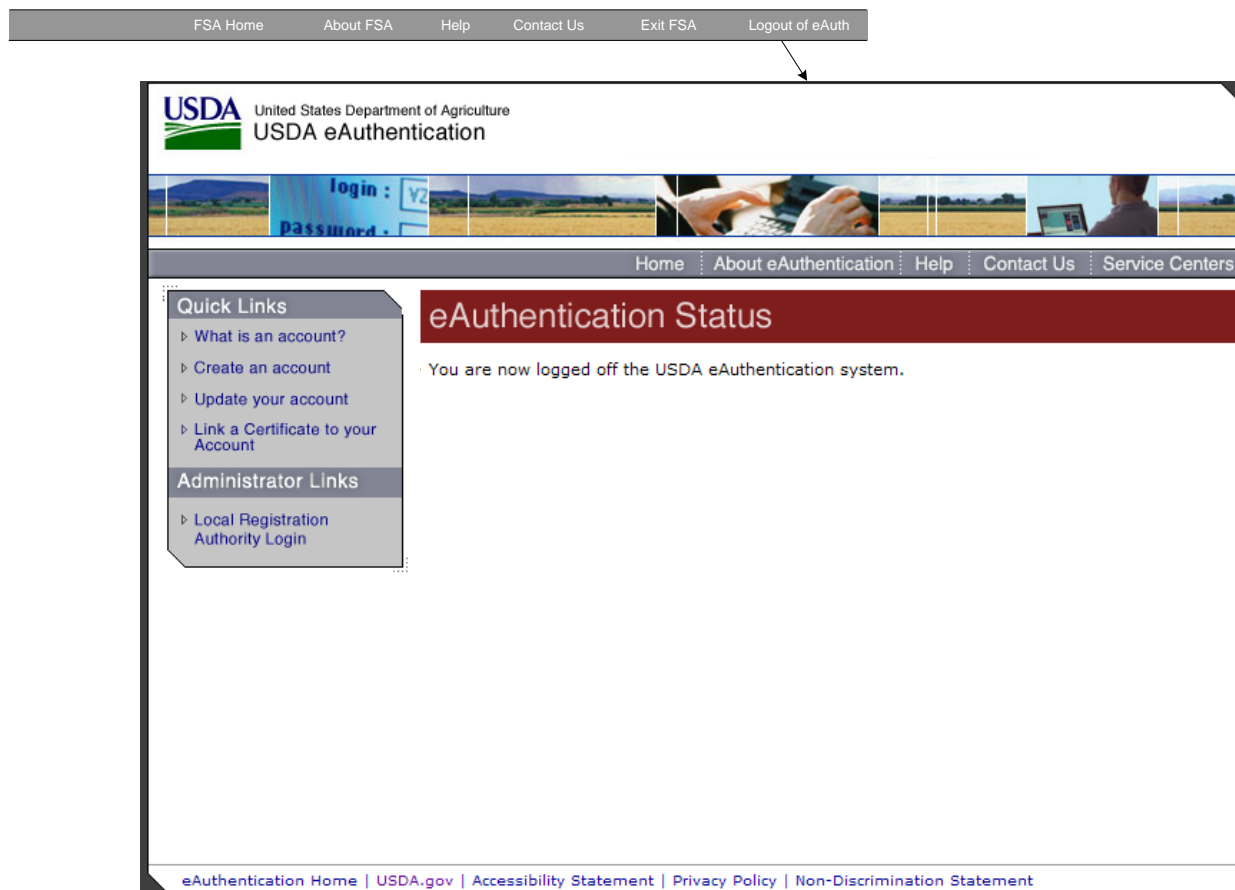 FSA Home About FSA Help Contact Us Exit FSA Logout of eAuth
USDA
United States Department of Agriculture
USDA eAuthentication
login :
password :
Home About eAuthentication Help Contact Us Service Centers
Quick Links
What is an account?
Create an account
Update your account
Link a Certificate to your
Account
Administrator Links
Local Registration
Authority Login
eAuthentication Status
You are now logged off the USDA eAuthentication system.
eAuthentication Home | USDA.gov | Accessibility Statement | Privacy Policy | Non-Discrimination Statement